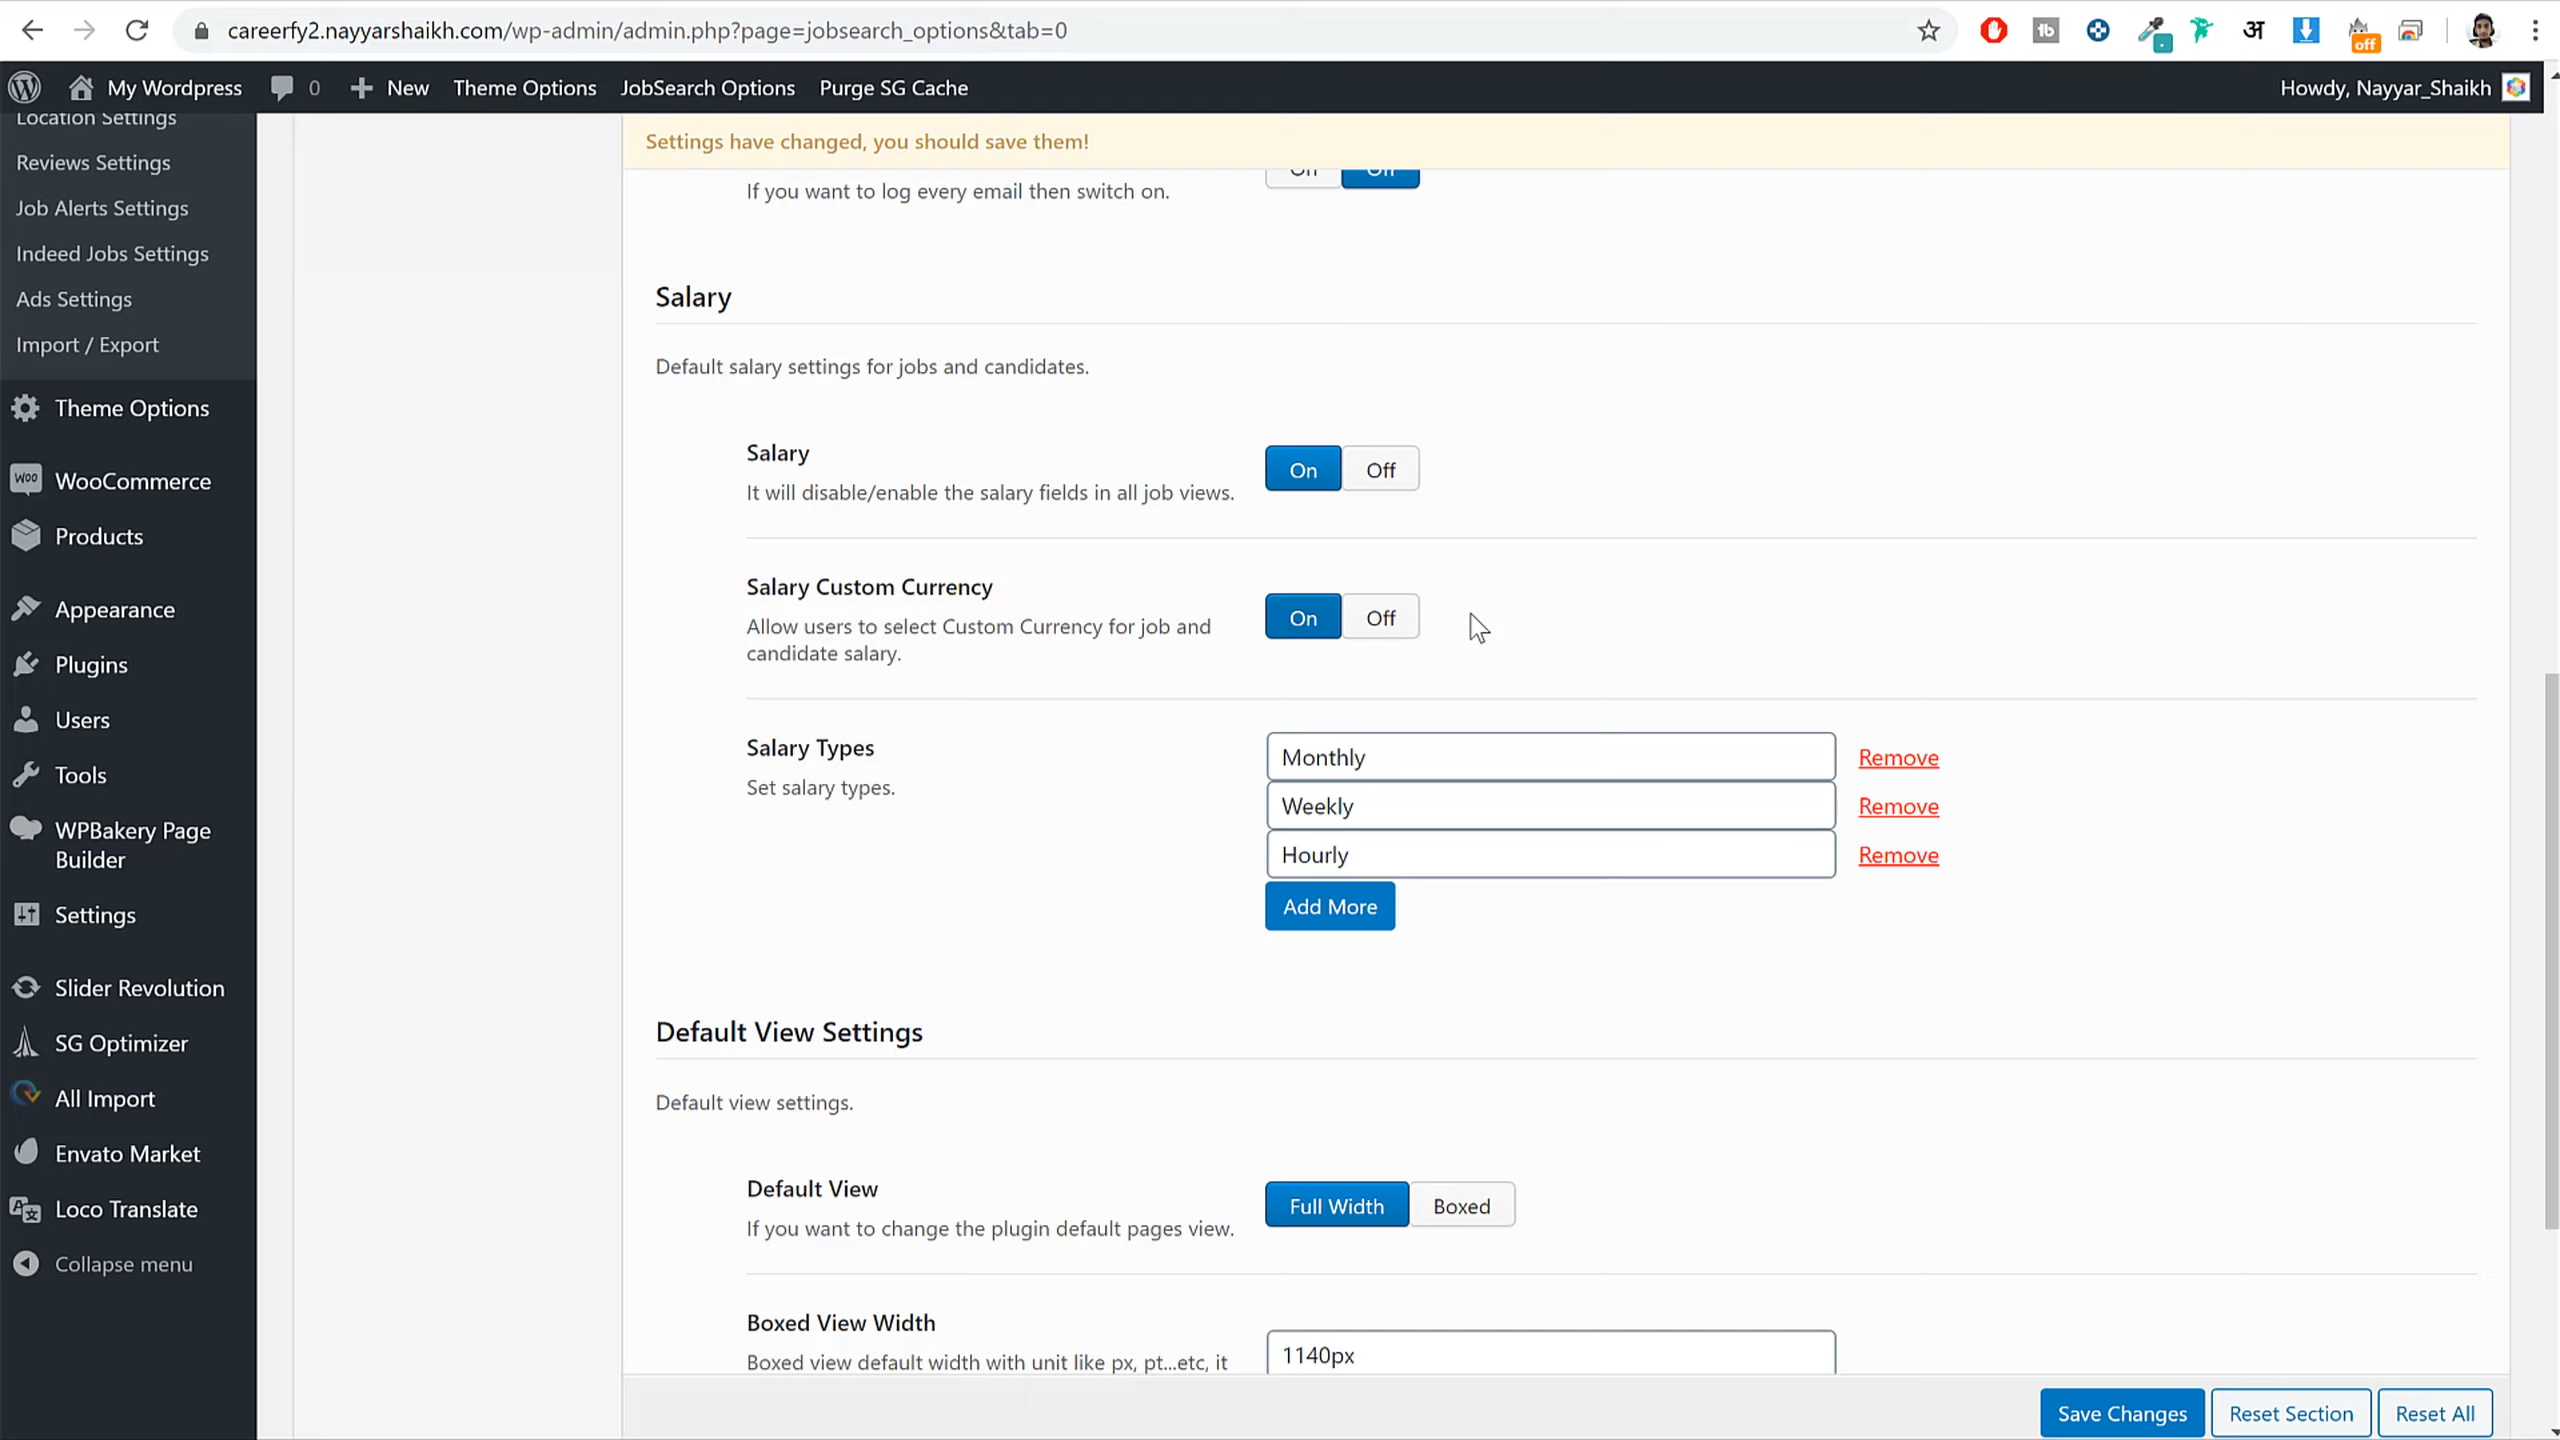 careerfy2.nayyarshaikh.com/wp-admin/admin.php?page=jobsearch_options&tab=0
अ
off
My Wordpress
0
New
Theme Options
JobSearch Options
Purge SG Cache
Howdy, Nayyar_Shaikh
Location Settings
Reviews Settings
Job Alerts Settings
Indeed Jobs Settings
Ads Settings
Import / Export
Theme Options
WooCommerce
Products
Appearance
Plugins
Users
Tools
WPBakery Page
Builder
Settings
Slider Revolution
SG Optimizer
All Import
Envato Market
Loco Translate
Collapse menu
Settings have changed, you should save them!
If you want to log every email then switch on.
On
Off
Salary
Default salary settings for jobs and candidates.
Salary
It will disable/enable the salary fields in all job views.
On
Off
Salary Custom Currency
Allow users to select Custom Currency for job and
candidate salary.
On
Off
Salary Types
Set salary types.
Monthly
Remove
Weekly
Remove
Hourly
Remove
Add More
Default View Settings
Default view settings.
Default View
If you want to change the plugin default pages view.
Full Width
Boxed
Boxed View Width
Boxed view default width with unit like px, pt...etc, it
1140px
Save Changes
Reset Section
Reset All